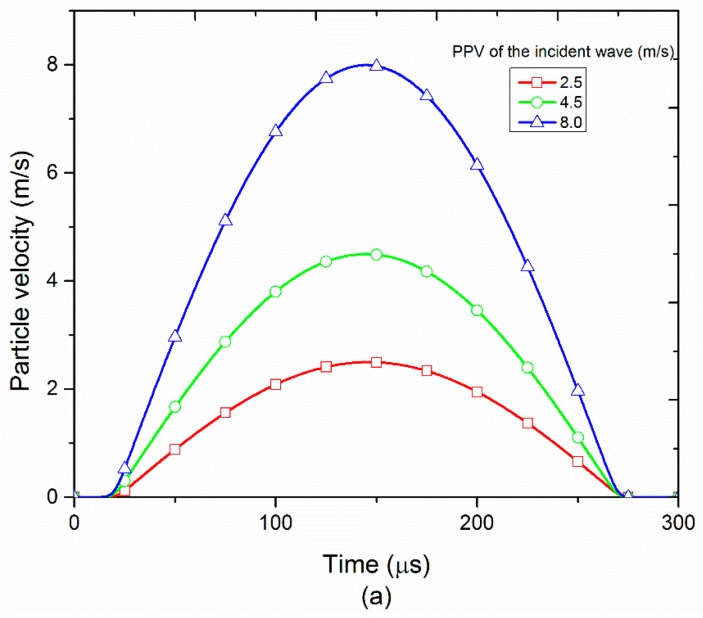 PPV of the incident wave (m/s)
2.5
4.5
8.0
8
6
4
2
0
Particle velocity (m/s)
0 100 200 300
Time (μs)
(a)